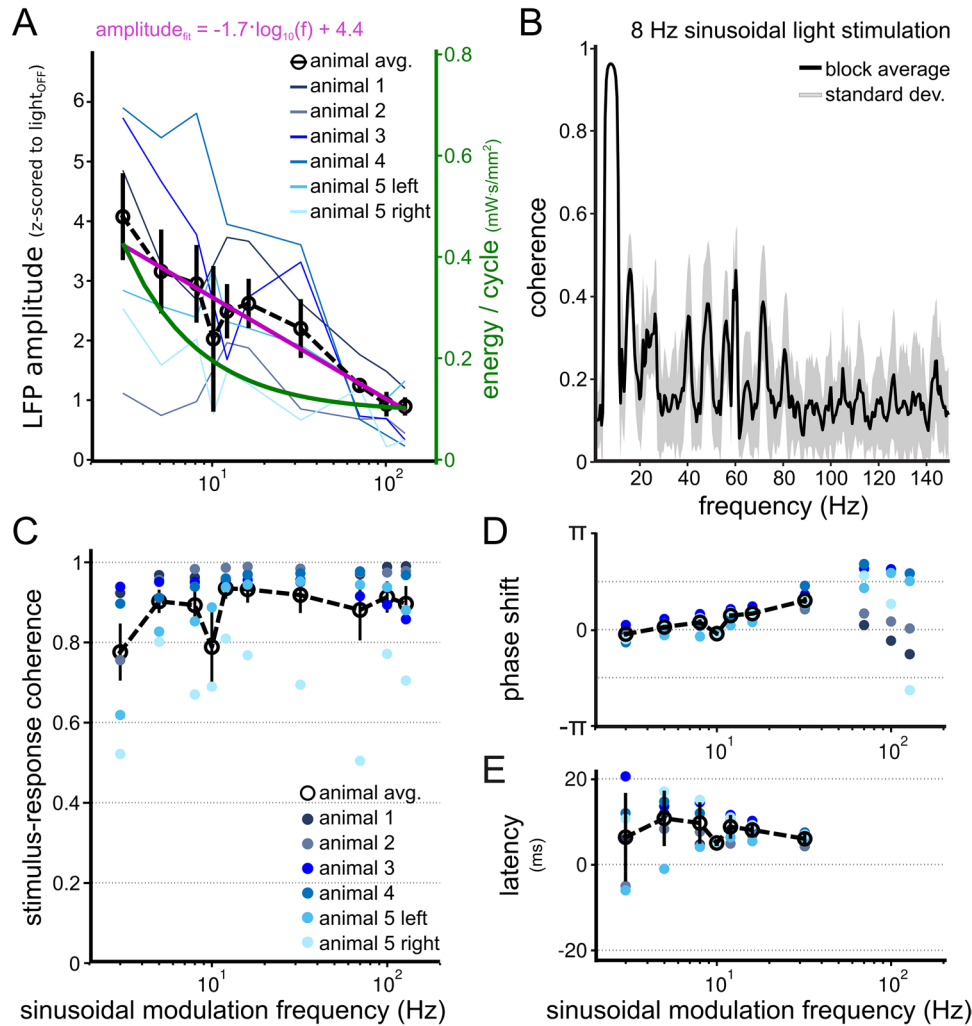 A
amplitude_fit = -1.7·log₁₀(f) + 4.4
LFP amplitude (z-scored to light_OFF)
6
5
4
3
2
1
0
10¹
10²
animal avg.
animal 1
animal 2
animal 3
animal 4
animal 5 left
animal 5 right
0.8
0.6
0.4
0.2
0
energy / cycle (mW·s/mm²)
B
8 Hz sinusoidal light stimulation
block average
standard dev.
coherence
1
0.8
0.6
0.4
0.2
0
20
40
60
80
100
120
140
frequency (Hz)
C
stimulus-response coherence
1
0.8
0.6
0.4
0.2
0
animal avg.
animal 1
animal 2
animal 3
animal 4
animal 5 left
animal 5 right
10¹
10²
sinusoidal modulation frequency (Hz)
D
phase shift
π
0
-π
10¹
10²
E
latency
(ms)
20
0
-20
10¹
10²
sinusoidal modulation frequency (Hz)